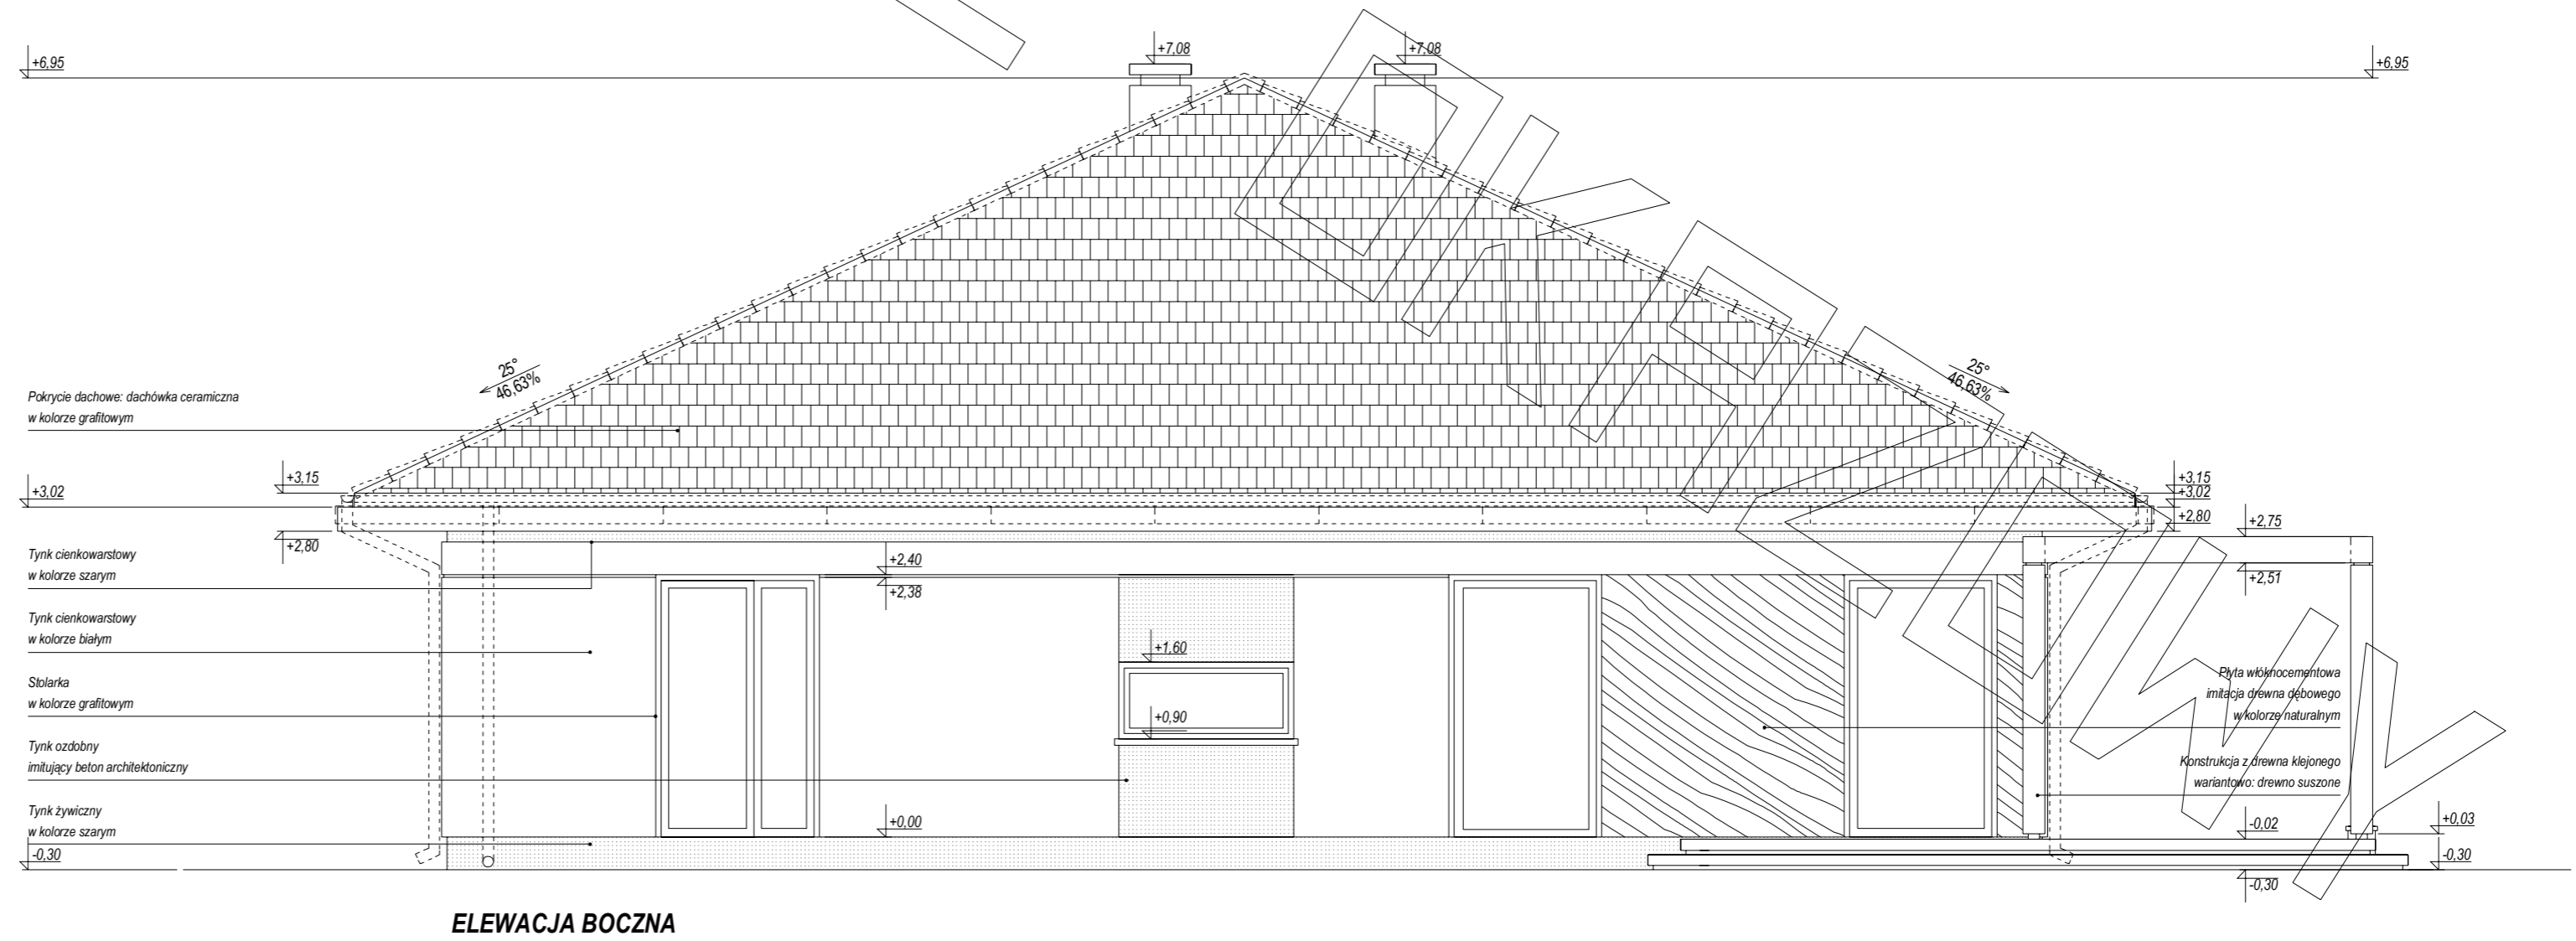 +7,08
+7,08
+6,95
+6,95
25°
46,63%
25°
46,63%
Pokrycie dachowe: dachówka ceramiczna
w kolorze grafitowym
+3,15
+3,02
+2,80
+3,15
+3,02
+2,80
+2,75
+2,51
Tynk cienkowarstowy
w kolorze szarym
+2,40
+2,38
Tynk cienkowarstowy
w kolorze białym
+1,60
Stolarka
w kolorze grafitowym
+0,90
Płyta włóknocementowa
imitacja drewna dębowego
w kolorze naturalnym
Tynk ozdobny
imitujący beton architektoniczny
Konstrukcja z drewna klejonego
wariantowo: drewno suszone
Tynk żywiczny
w kolorze szarym
+0,00
-0,02
+0,03
-0,30
-0,30
-0,30
ELEWACJA BOCZNA